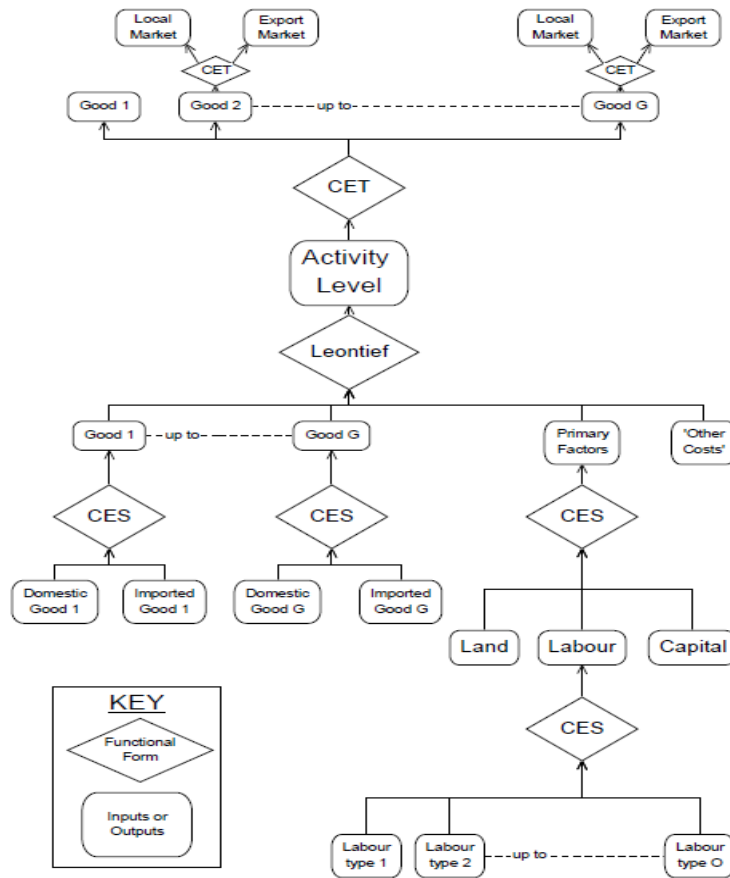 Local
Market
Export
Market
Local
Market
Export
Market
CET
CET
Good 1
Good 2
up to
Good G
CET
Activity
Level
Leontief
Good 1
up to
Good G
Primary
Factors
'Other
Costs'
CES
CES
CES
Domestic
Good 1
Imported
Good 1
Domestic
Good G
Imported
Good G
Land
Labour
Capital
KEY
Functional
Form
CES
Inputs or
Outputs
Labour
type 1
Labour
type 2
up to
Labour
type O